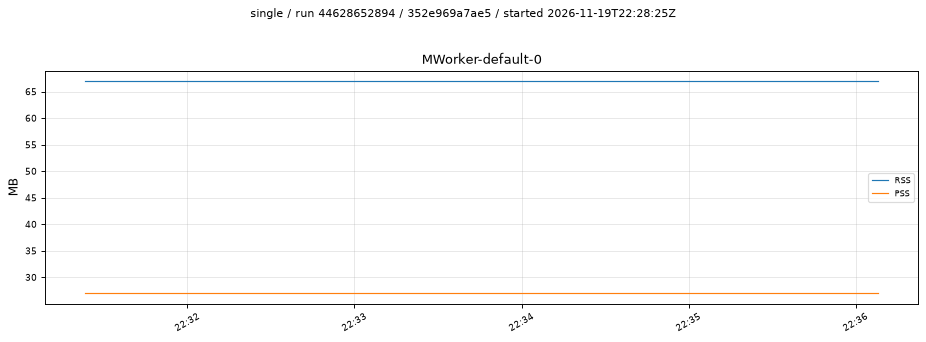 single / run 44628652894 / 352e969a7ae5 / started 2026-11-19T22:28:25Z
MWorker-default-0
MB
65
60
55
50
45
40
35
30
RSS
PSS
22:32
22:33
22:34
22:35
22:36